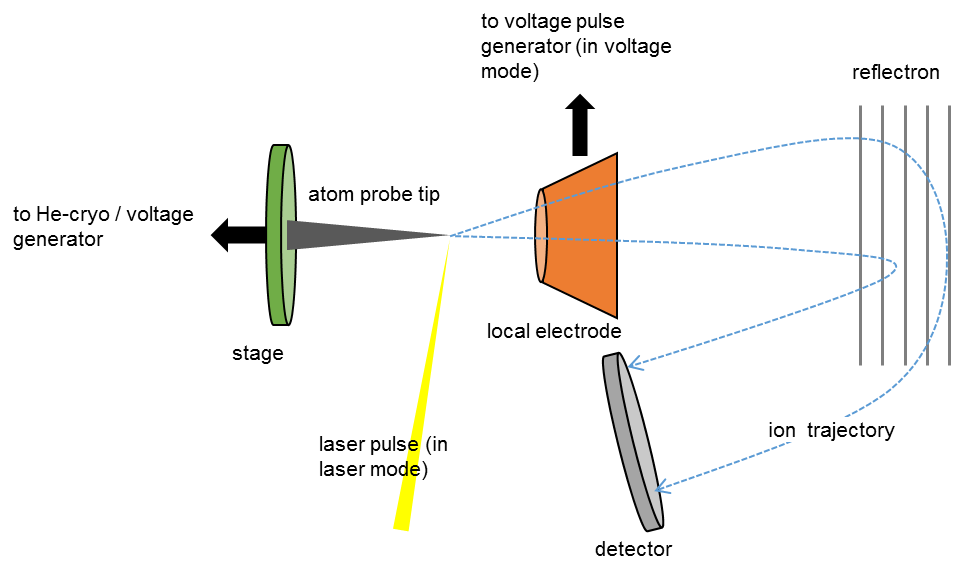 to voltage pulse
generator (in voltage
mode)
reflectron
atom probe tip
to He-cryo / voltage
generator
local electrode
stage
laser pulse (in
laser mode)
ion trajectory
detector